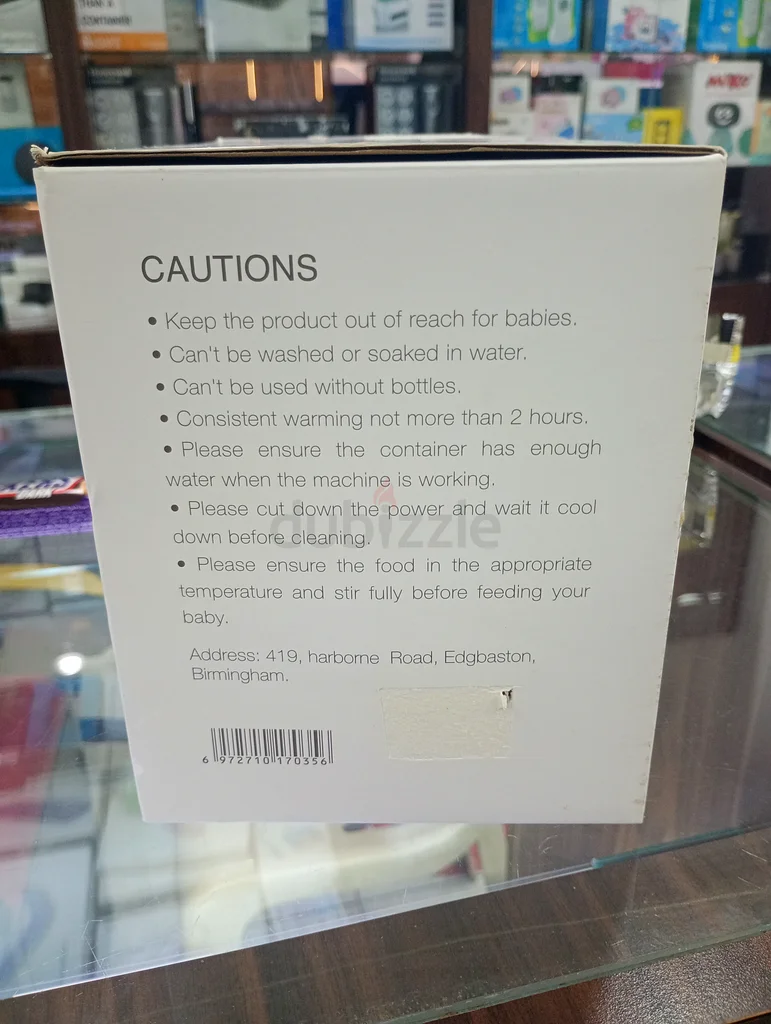 CAUTIONS
• Keep the product out of reach for babies.
• Can't be washed or soaked in water.
• Can't be used without bottles.
• Consistent warming not more than 2 hours.
• Please ensure the container has enough
water when the machine is working.
• Please cut down the power and wait it cool
down before cleaning.
• Please ensure the food in the appropriate
temperature and stir fully before feeding your
baby.
Address: 419, harborne Road, Edgbaston,
Birmingham.
6 972710 170356
dubizzle